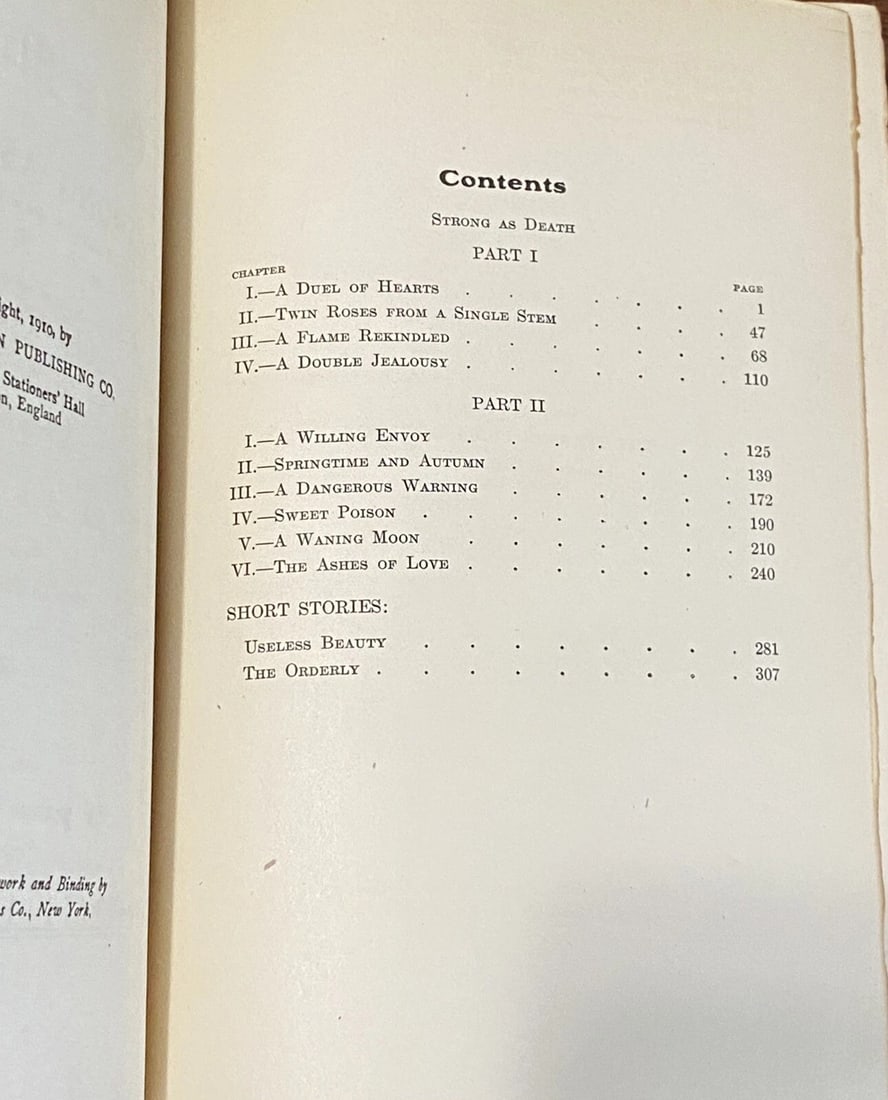 ght, 1910, by
N PUBLISHING CO.
Stationers' Hall
n, England
work and Binding by
s Co., New York.
Contents
STRONG AS DEATH
PART I
CHAPTER PAGE
I.—A DUEL OF HEARTS . . . . . . . 1
II.—TWIN ROSES FROM A SINGLE STEM . . . . 47
III.—A FLAME REKINDLED . . . . . . . 68
IV.—A DOUBLE JEALOUSY . . . . . . . 110
PART II
I.—A WILLING ENVOY . . . . . . . 125
II.—SPRINGTIME AND AUTUMN . . . . . . 139
III.—A DANGEROUS WARNING . . . . . . 172
IV.—SWEET POISON . . . . . . . . 190
V.—A WANING MOON . . . . . . . 210
VI.—THE ASHES OF LOVE . . . . . . . 240
SHORT STORIES:
USELESS BEAUTY . . . . . . . . 281
THE ORDERLY . . . . . . . . . 307